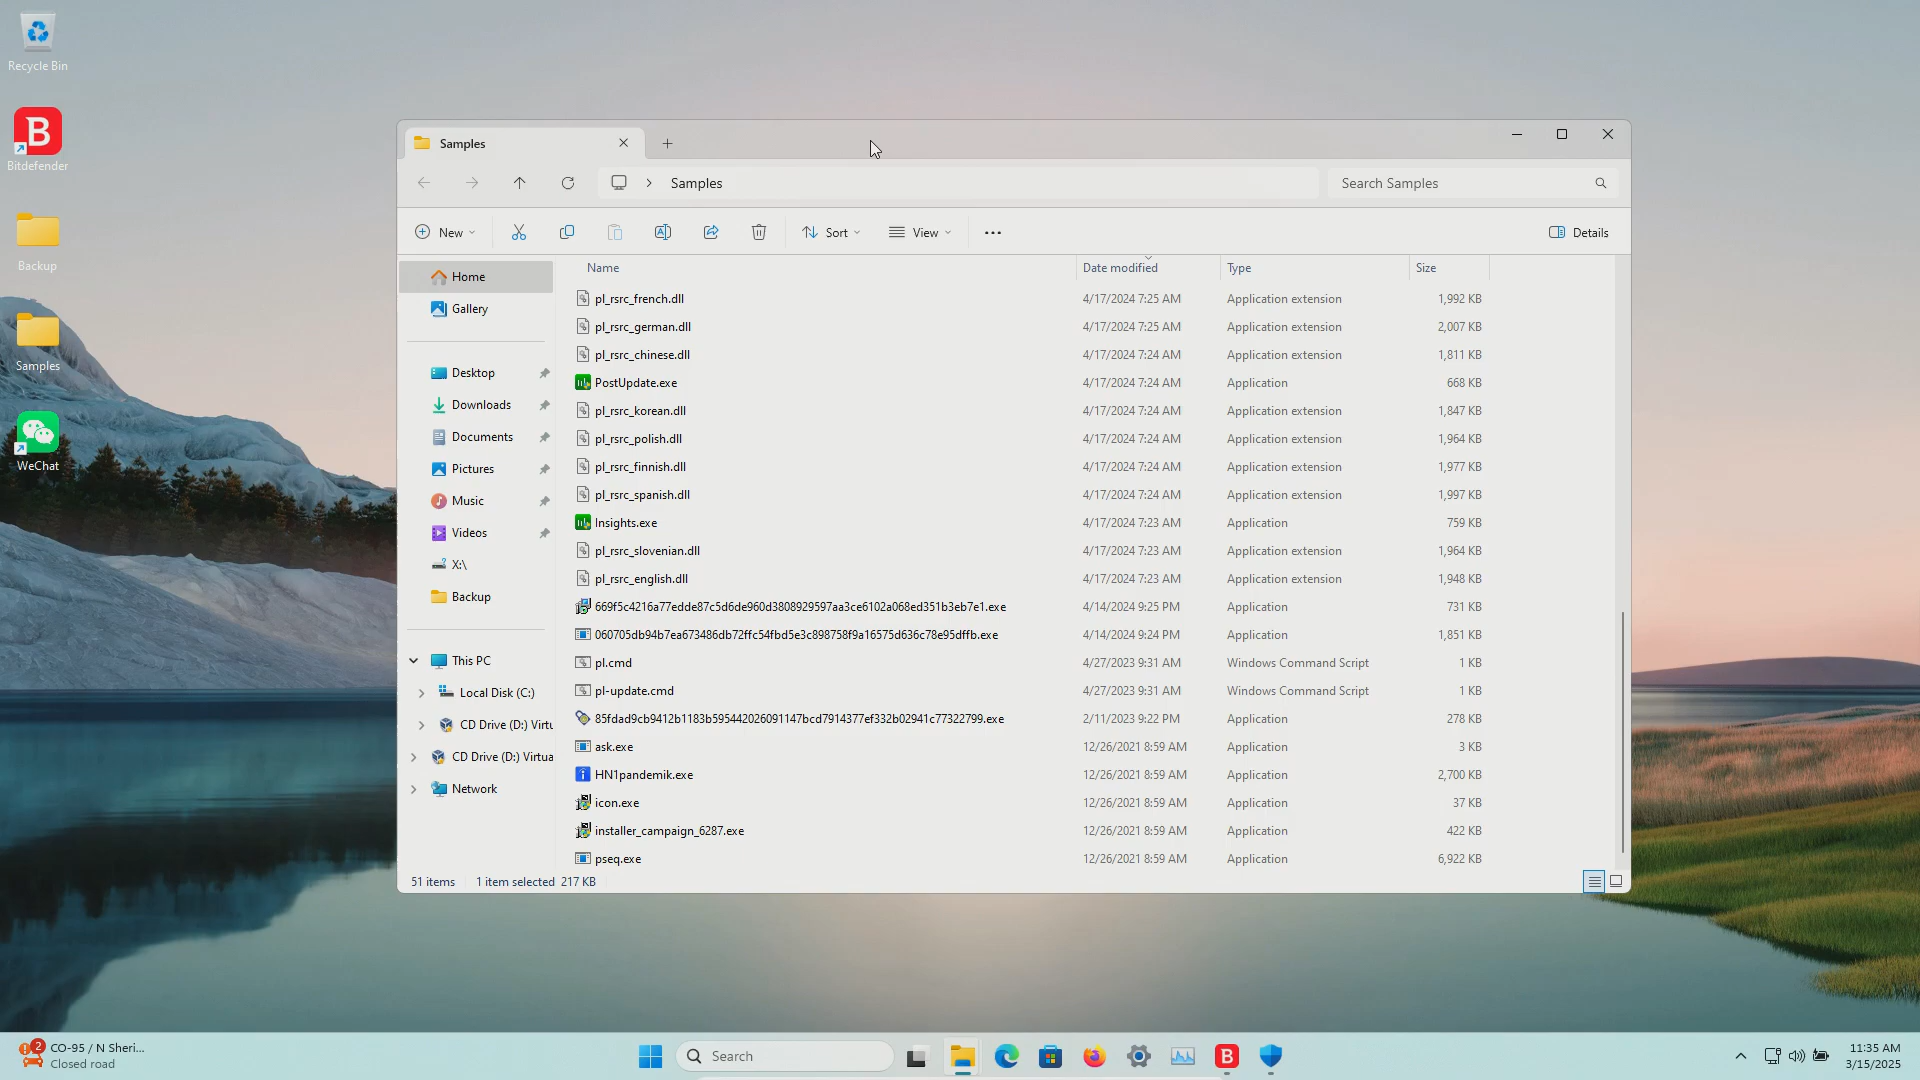 Recycle Bin
Bitdefender
Backup
Samples
WeChat
Samples
Samples
Search Samples
New
Sort
View
Details
Home
Gallery
Desktop
Downloads
Documents
Pictures
Music
Videos
X:\
Backup
This PC
Local Disk (C:)
CD Drive (D:) Virtu
CD Drive (D:) Virtua
Network
Name Date modified Type Size
pl_rsrc_french.dll 4/17/2024 7:25 AM Application extension 1,992 KB
pl_rsrc_german.dll 4/17/2024 7:25 AM Application extension 2,007 KB
pl_rsrc_chinese.dll 4/17/2024 7:24 AM Application extension 1,811 KB
PostUpdate.exe 4/17/2024 7:24 AM Application 668 KB
pl_rsrc_korean.dll 4/17/2024 7:24 AM Application extension 1,847 KB
pl_rsrc_polish.dll 4/17/2024 7:24 AM Application extension 1,964 KB
pl_rsrc_finnish.dll 4/17/2024 7:24 AM Application extension 1,977 KB
pl_rsrc_spanish.dll 4/17/2024 7:24 AM Application extension 1,997 KB
Insights.exe 4/17/2024 7:23 AM Application 759 KB
pl_rsrc_slovenian.dll 4/17/2024 7:23 AM Application extension 1,964 KB
pl_rsrc_english.dll 4/17/2024 7:23 AM Application extension 1,948 KB
669f5c4216a77edde87c5d6de960d3808929597aa3ce6102a068ed351b3eb7e1.exe 4/14/2024 9:25 PM Application 731 KB
060705db94b7ea673486db72ffc54fbd5e3c898758f9a16575d636c78e95dffb.exe 4/14/2024 9:24 PM Application 1,851 KB
pl.cmd 4/27/2023 9:31 AM Windows Command Script 1 KB
pl-update.cmd 4/27/2023 9:31 AM Windows Command Script 1 KB
85fdad9cb9412b1183b595442026091147bcd7914377ef332b02941c77322799.exe 2/11/2023 9:22 PM Application 278 KB
ask.exe 12/26/2021 8:59 AM Application 3 KB
HN1pandemik.exe 12/26/2021 8:59 AM Application 2,700 KB
icon.exe 12/26/2021 8:59 AM Application 37 KB
installer_campaign_6287.exe 12/26/2021 8:59 AM Application 422 KB
pseq.exe 12/26/2021 8:59 AM Application 6,922 KB
51 items 1 item selected 217 KB
2
CO-95 / N Sheri...
Closed road
Search
11:35 AM
3/15/2025